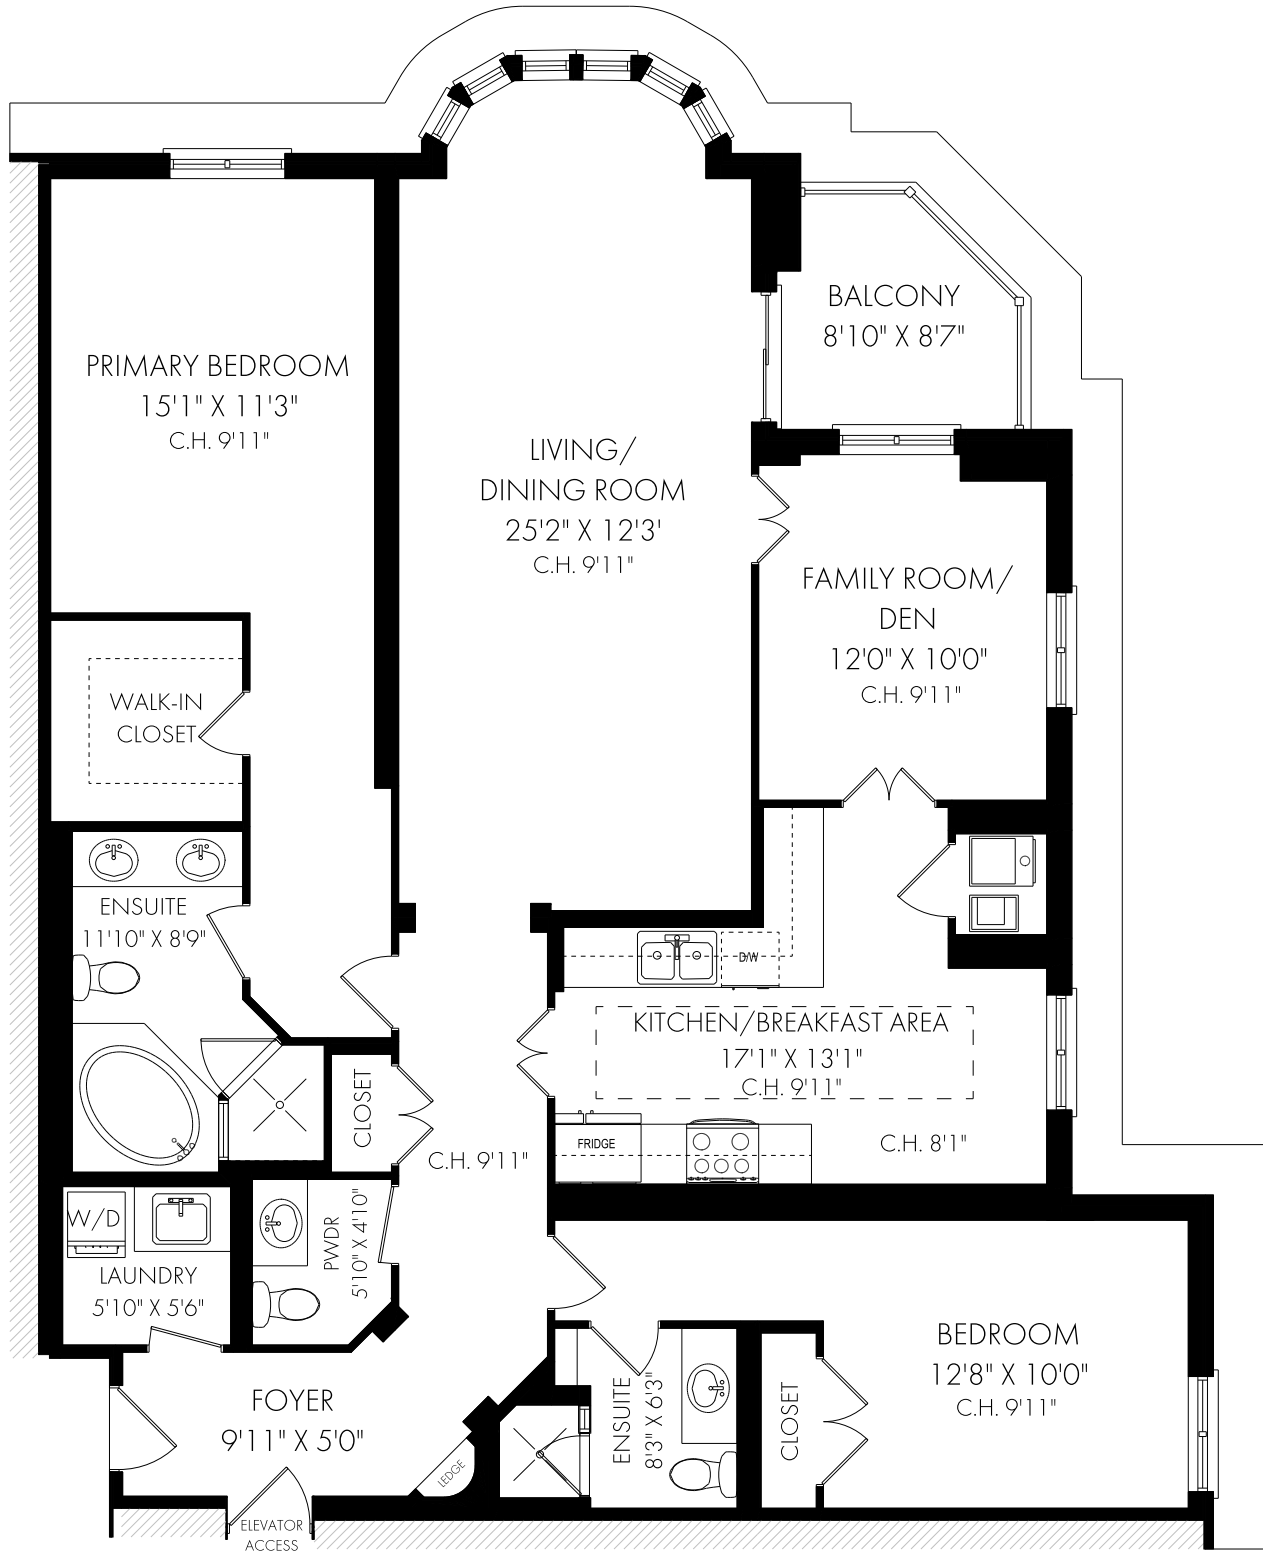 BALCONY
8'10" X 8'7"
PRIMARY BEDROOM
15'1" X 11'3"
C.H. 9'11"
LIVING/
DINING ROOM
25'2" X 12'3'
C.H. 9'11"
FAMILY ROOM/
DEN
12'0" X 10'0"
C.H. 9'11"
WALK-IN
CLOSET
ENSUITE
11'10" X 8'9"
D/W
KITCHEN/BREAKFAST AREA
17'1" X 13'1"
C.H. 9'11"
CLOSET
FRIDGE
C.H. 8'1"
C.H. 9'11"
W/D
LAUNDRY
5'10" X 5'6"
PWDR
5'10" X 4'10"
BEDROOM
12'8" X 10'0"
C.H. 9'11"
FOYER
9'11" X 5'0"
ENSUITE
8'3" X 6'3"
CLOSET
LEDGE
ELEVATOR
ACCESS